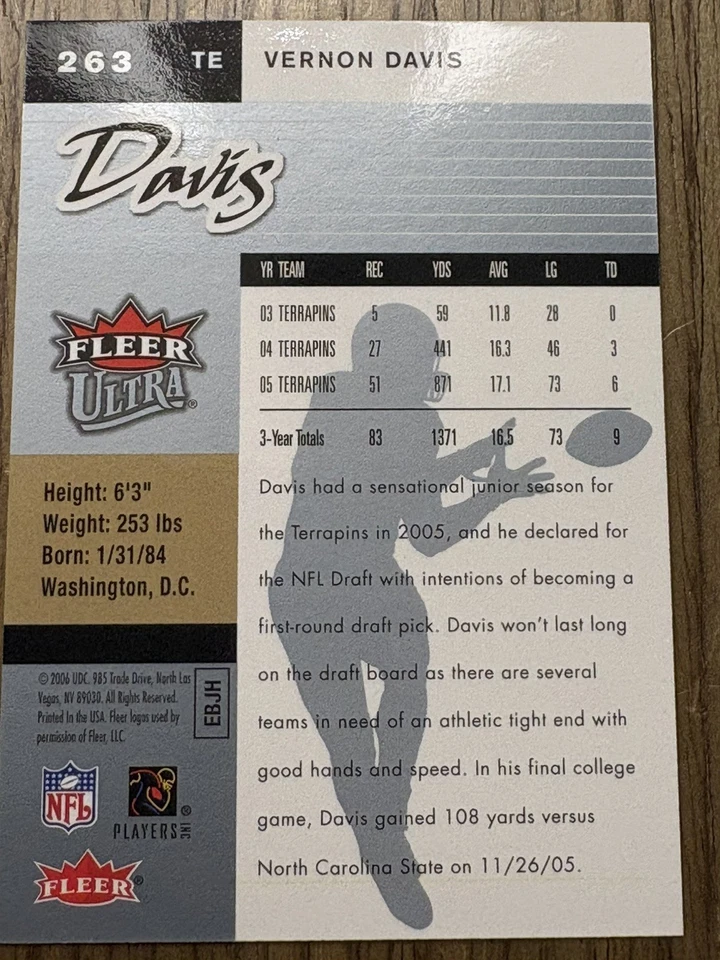 263 TE VERNON DAVIS
Davis
YR TEAM REC YDS AVG LG TD
03 TERRAPINS 5 59 11.8 28 0
04 TERRAPINS 27 441 16.3 46 3
05 TERRAPINS 51 871 17.1 73 6
3-Year Totals 83 1371 16.5 73 9
FLEER
ULTRA®
Height: 6'3"
Weight: 253 lbs
Born: 1/31/84
Washington, D.C.
Davis had a sensational junior season for
the Terrapins in 2005, and he declared for
the NFL Draft with intentions of becoming a
first-round draft pick. Davis won't last long
on the draft board as there are several
teams in need of an athletic tight end with
good hands and speed. In his final college
game, Davis gained 108 yards versus
North Carolina State on 11/26/05.
© 2006 UDC. 985 Trade Drive, North Las
Vegas, NV 89030. All Rights Reserved.
Printed In the USA. Fleer logos used by
permission of Fleer, LLC.
EBJH
NFL
PLAYERS INC ®
FLEER®